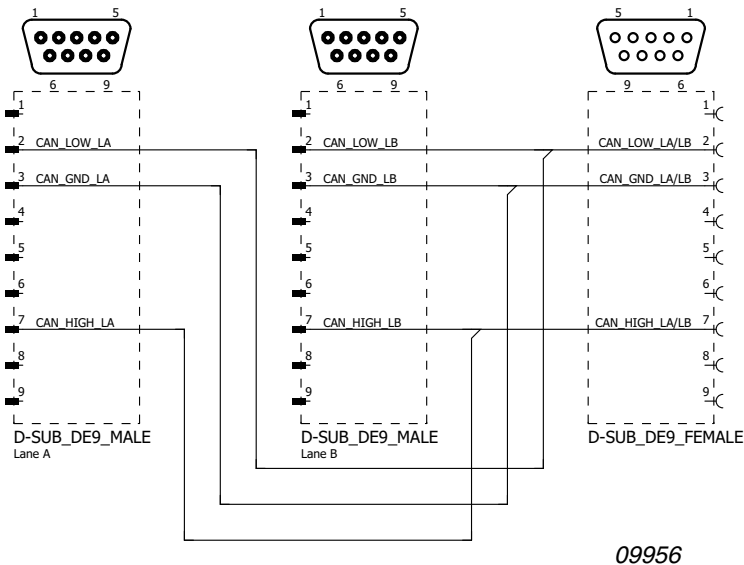 1 5 1 5 5 1
6 9 6 9 9 6
1 1 1
2 CAN_LOW_LA 2 CAN_LOW_LB CAN_LOW_LA/LB 2
3 CAN_GND_LA 3 CAN_GND_LB CAN_GND_LA/LB 3
4 4 4
5 5 5
6 6 6
7 CAN_HIGH_LA 7 CAN_HIGH_LB CAN_HIGH_LA/LB 7
8 8 8
9 9 9
D-SUB_DE9_MALE D-SUB_DE9_MALE D-SUB_DE9_FEMALE
Lane A Lane B
09956